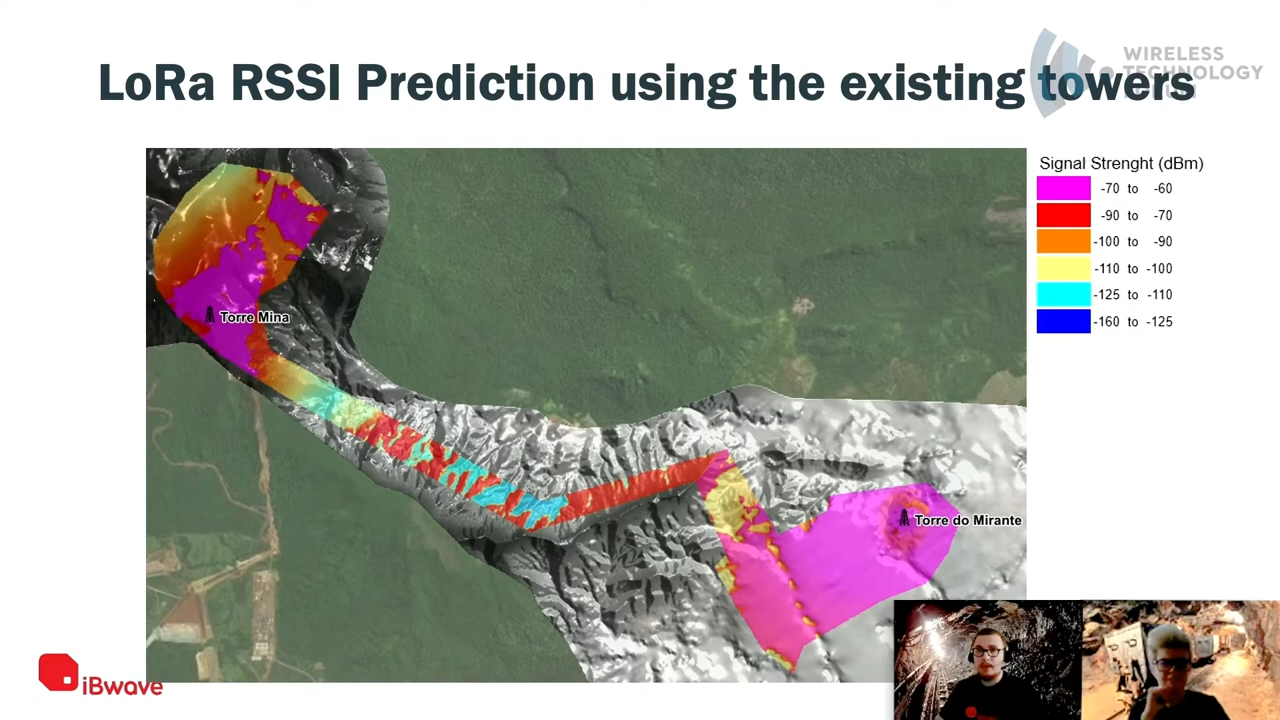 LoRa RSSI Prediction using the existing towers
WIRELESS
TECHNOLOGY
Signal Strenght (dBm)
-70 to -60
-90 to -70
-100 to -90
-110 to -100
-125 to -110
-160 to -125
Torre Mina
Torre do Mirante
iBwave